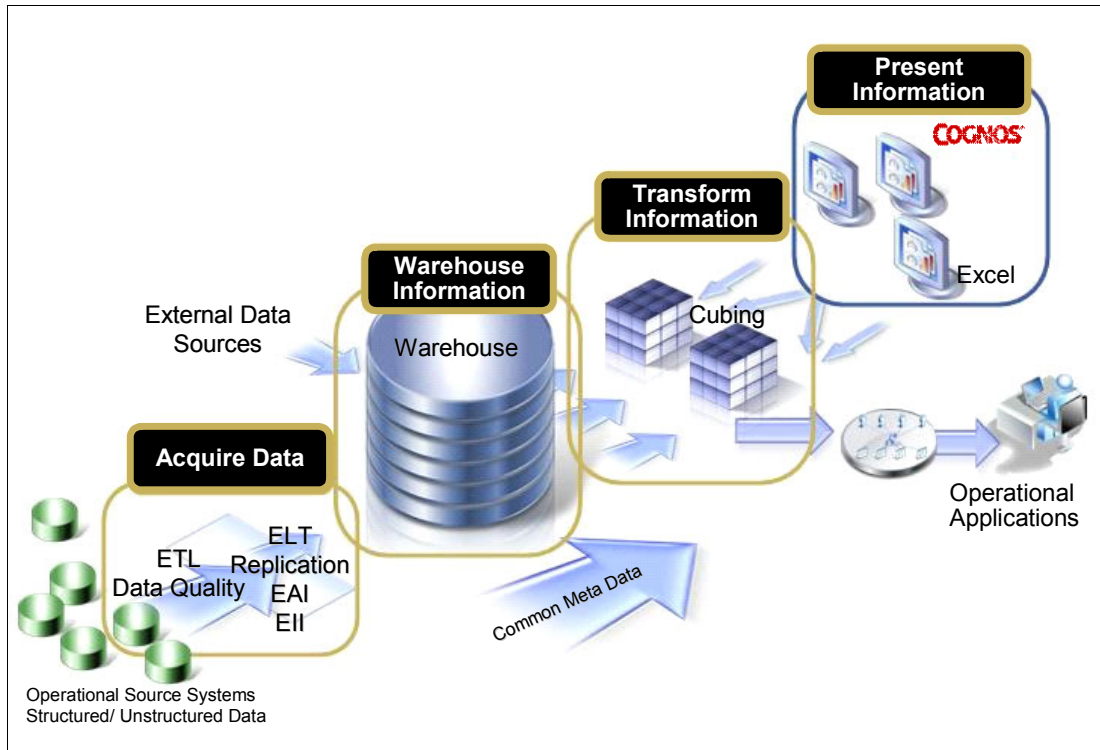 Present
Information
COGNOS
Excel
Transform
Information
Cubing
Warehouse
Information
Warehouse
External Data
Sources
Acquire Data
ETL
Data Quality
ELT
Replication
EAI
EII
Common Meta Data
Operational
Applications
Operational Source Systems
Structured/ Unstructured Data